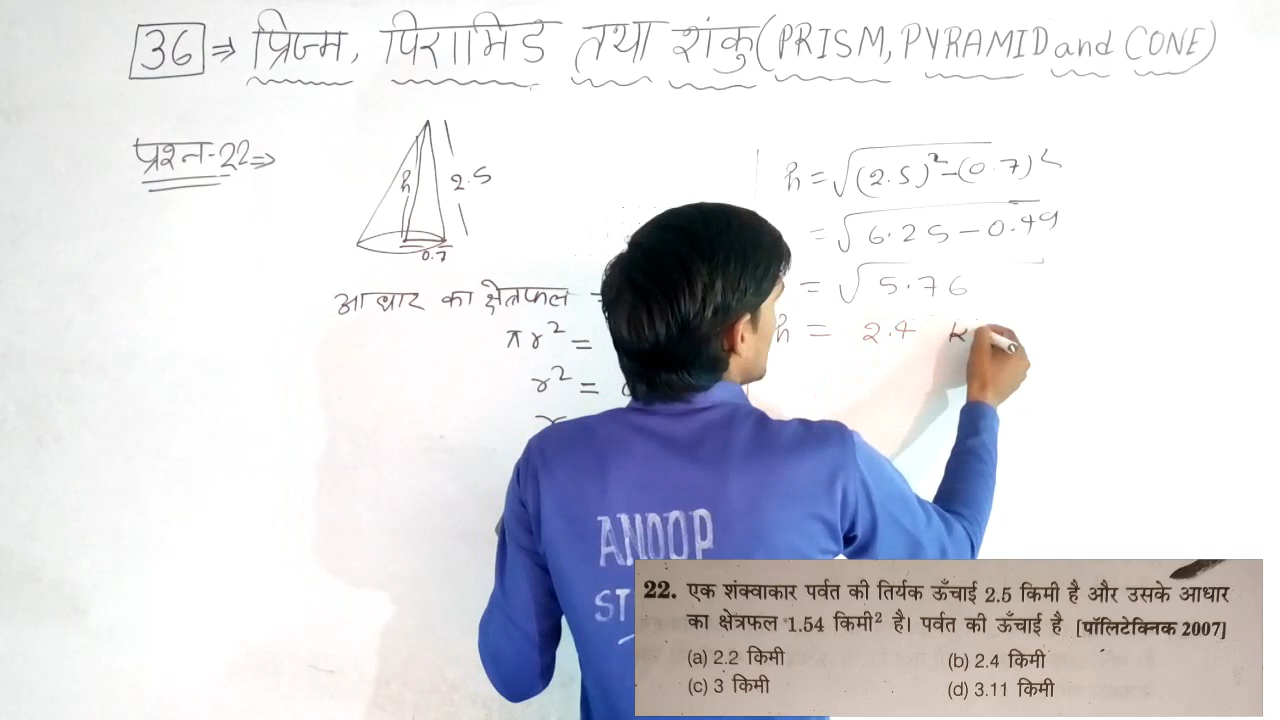 36 ⇒ प्रिज्म, पिरामिड तथा शंकु (PRISM, PYRAMID and CONE)
प्रश्न-22⇒
h
2.5
0.7
आधार का क्षेत्रफल =
πr² =
r² =
r
h = √(2.5)²-(0.7)²
= √6.25-0.49
= √5.76
h = 2.4 k
ANOOP
ST
22. एक शंक्वाकार पर्वत की तिर्यक ऊँचाई 2.5 किमी है और उसके आधार
का क्षेत्रफल 1.54 किमी² है। पर्वत की ऊँचाई है [पॉलिटेक्निक 2007]
(a) 2.2 किमी (b) 2.4 किमी
(c) 3 किमी (d) 3.11 किमी